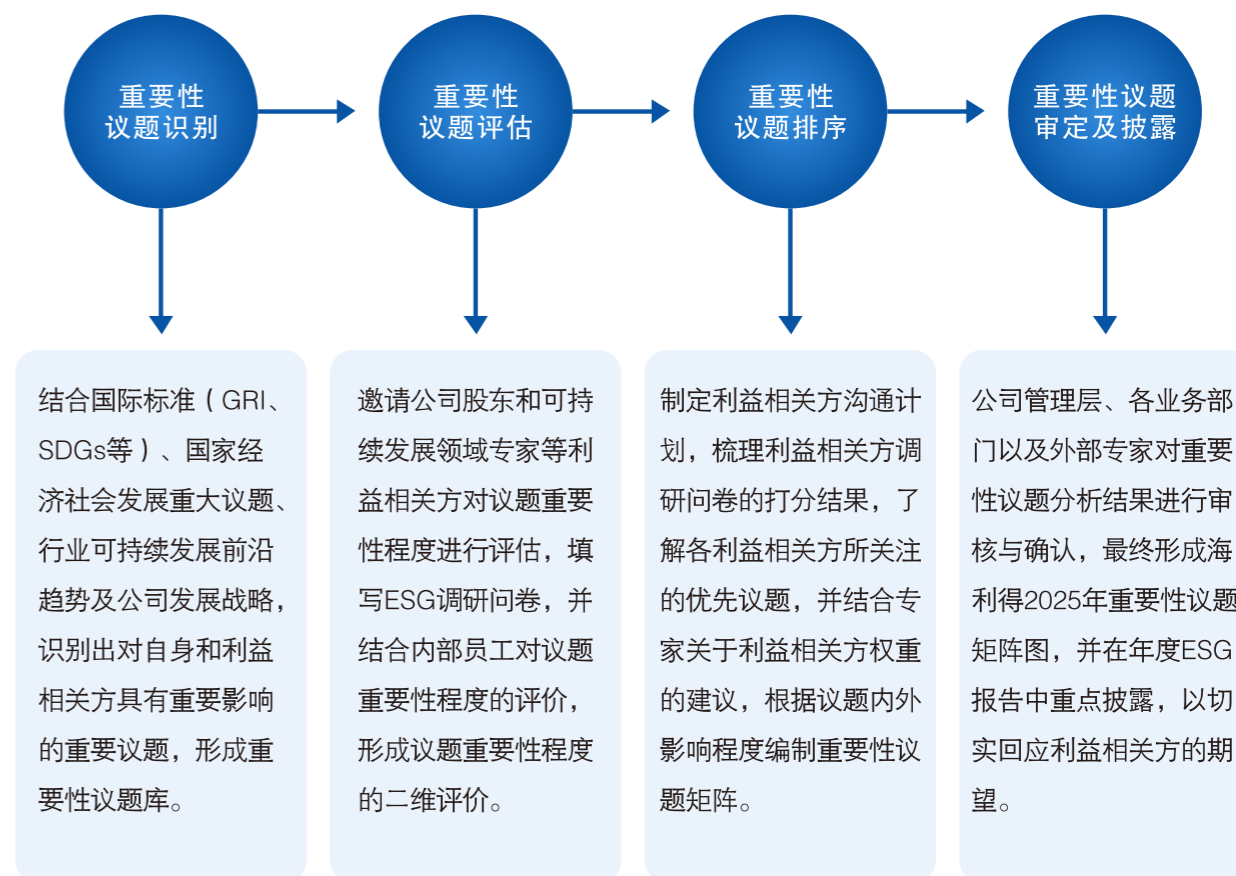 重要性
议题识别
重要性
议题评估
重要性
议题排序
重要性议题
审定及披露
结合国际标准（GRI、
SDGs等）、国家经
济社会发展重大议题、
行业可持续发展前沿
趋势及公司发展战略，
识别出对自身和利益
相关方具有重要影响
的重要议题，形成重
要性议题库。
邀请公司股东和可持
续发展领域专家等利
益相关方对议题重要
性程度进行评估，填
写ESG调研问卷，并
结合内部员工对议题
重要性程度的评价，
形成议题重要性程度
的二维评价。
制定利益相关方沟通计
划，梳理利益相关方调
研问卷的打分结果，了
解各利益相关方所关注
的优先议题，并结合专
家关于利益相关方权重
的建议，根据议题内外
影响程度编制重要性议
题矩阵。
公司管理层、各业务部
门以及外部专家对重要
性议题分析结果进行审
核与确认，最终形成海
利得2025年重要性议题
矩阵图，并在年度ESG
报告中重点披露，以切
实回应利益相关方的期
望。